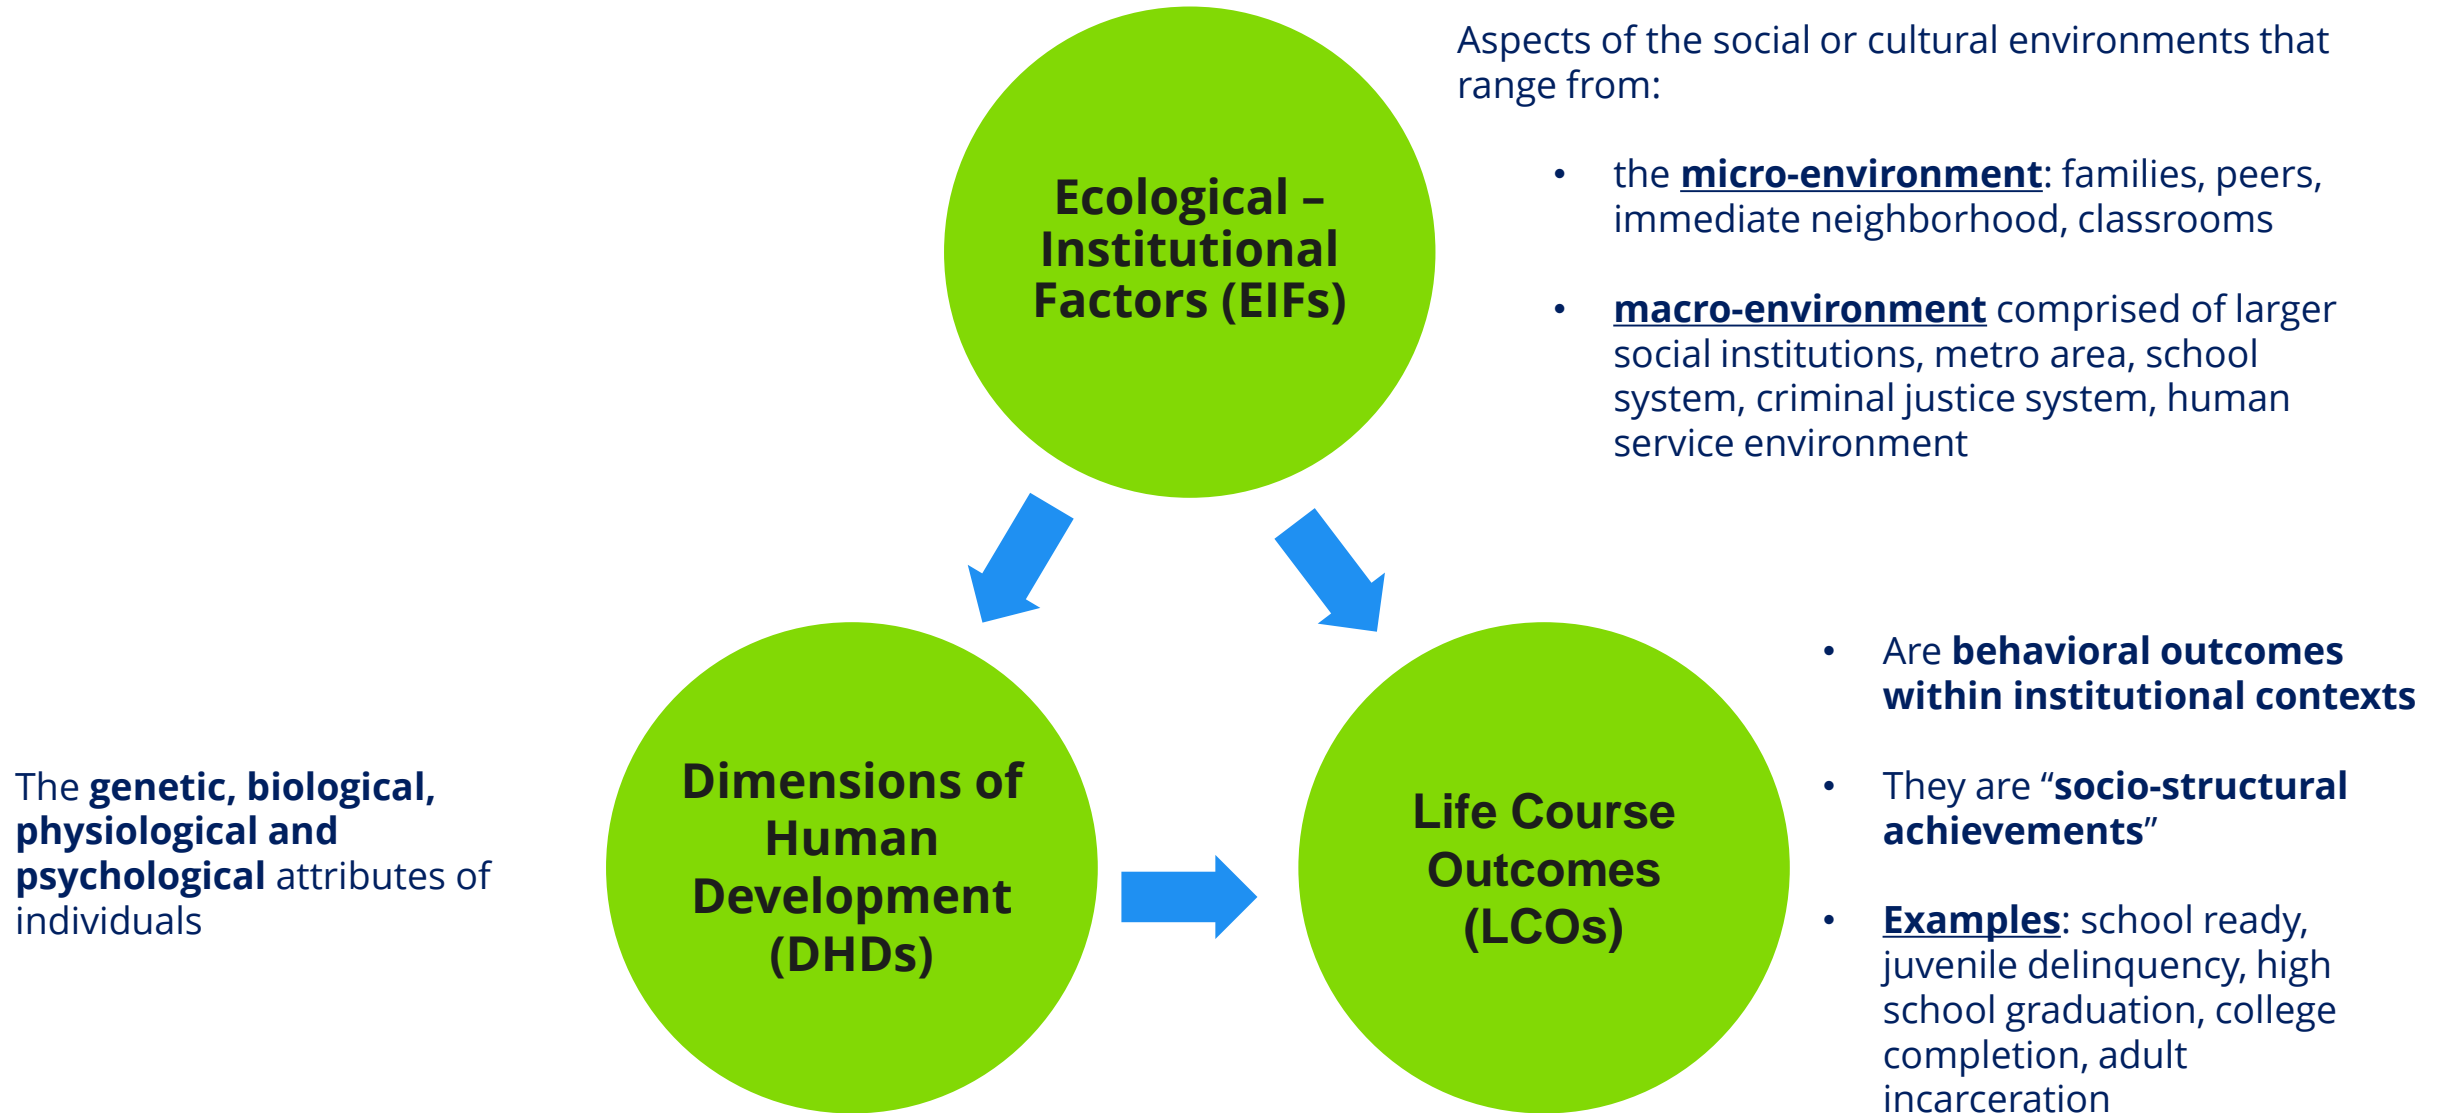 Aspects of the social or cultural environments that
range from:
• the micro-environment: families, peers,
immediate neighborhood, classrooms
• macro-environment comprised of larger
social institutions, metro area, school
system, criminal justice system, human
service environment
Ecological –
Institutional
Factors (EIFs)
The genetic, biological,
physiological and
psychological attributes of
individuals
Dimensions of
Human
Development
(DHDs)
Life Course
Outcomes
(LCOs)
• Are behavioral outcomes
within institutional contexts
• They are “socio-structural
achievements”
• Examples: school ready,
juvenile delinquency, high
school graduation, college
completion, adult
incarceration